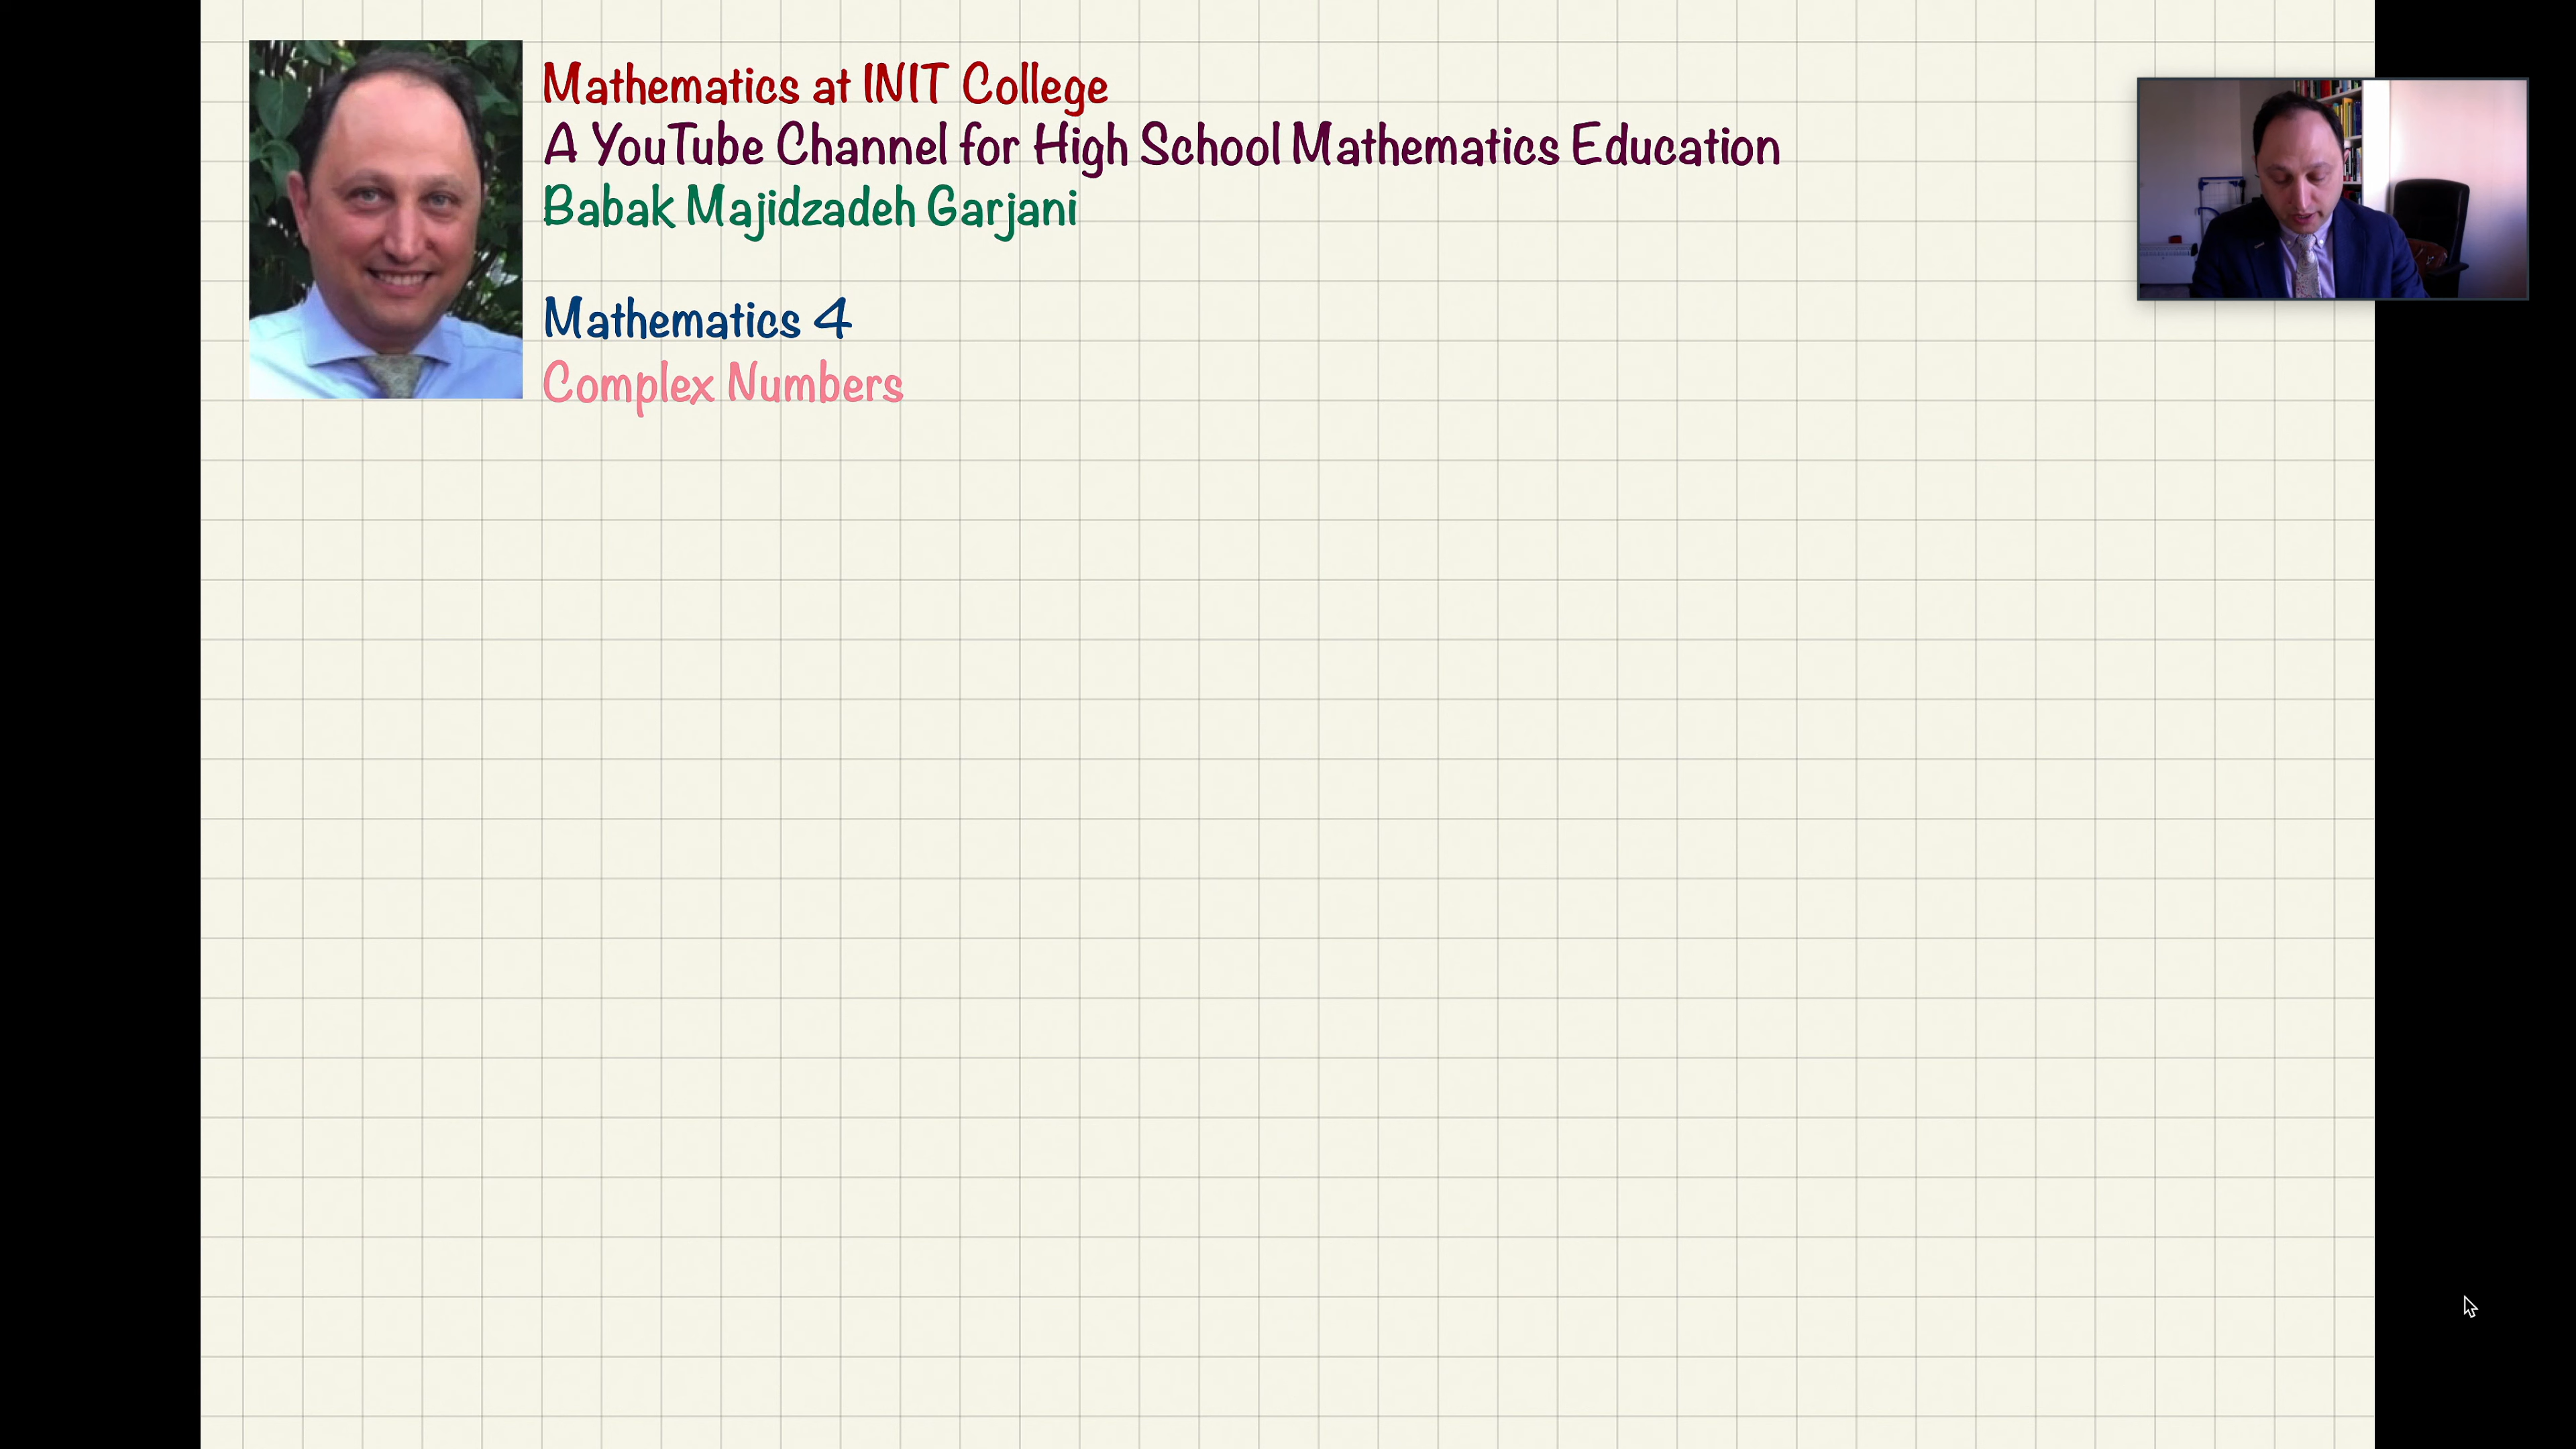 Mathematics at INIT College
A YouTube Channel for High School Mathematics Education
Babak Majidzadeh Garjani
Mathematics 4
Complex Numbers